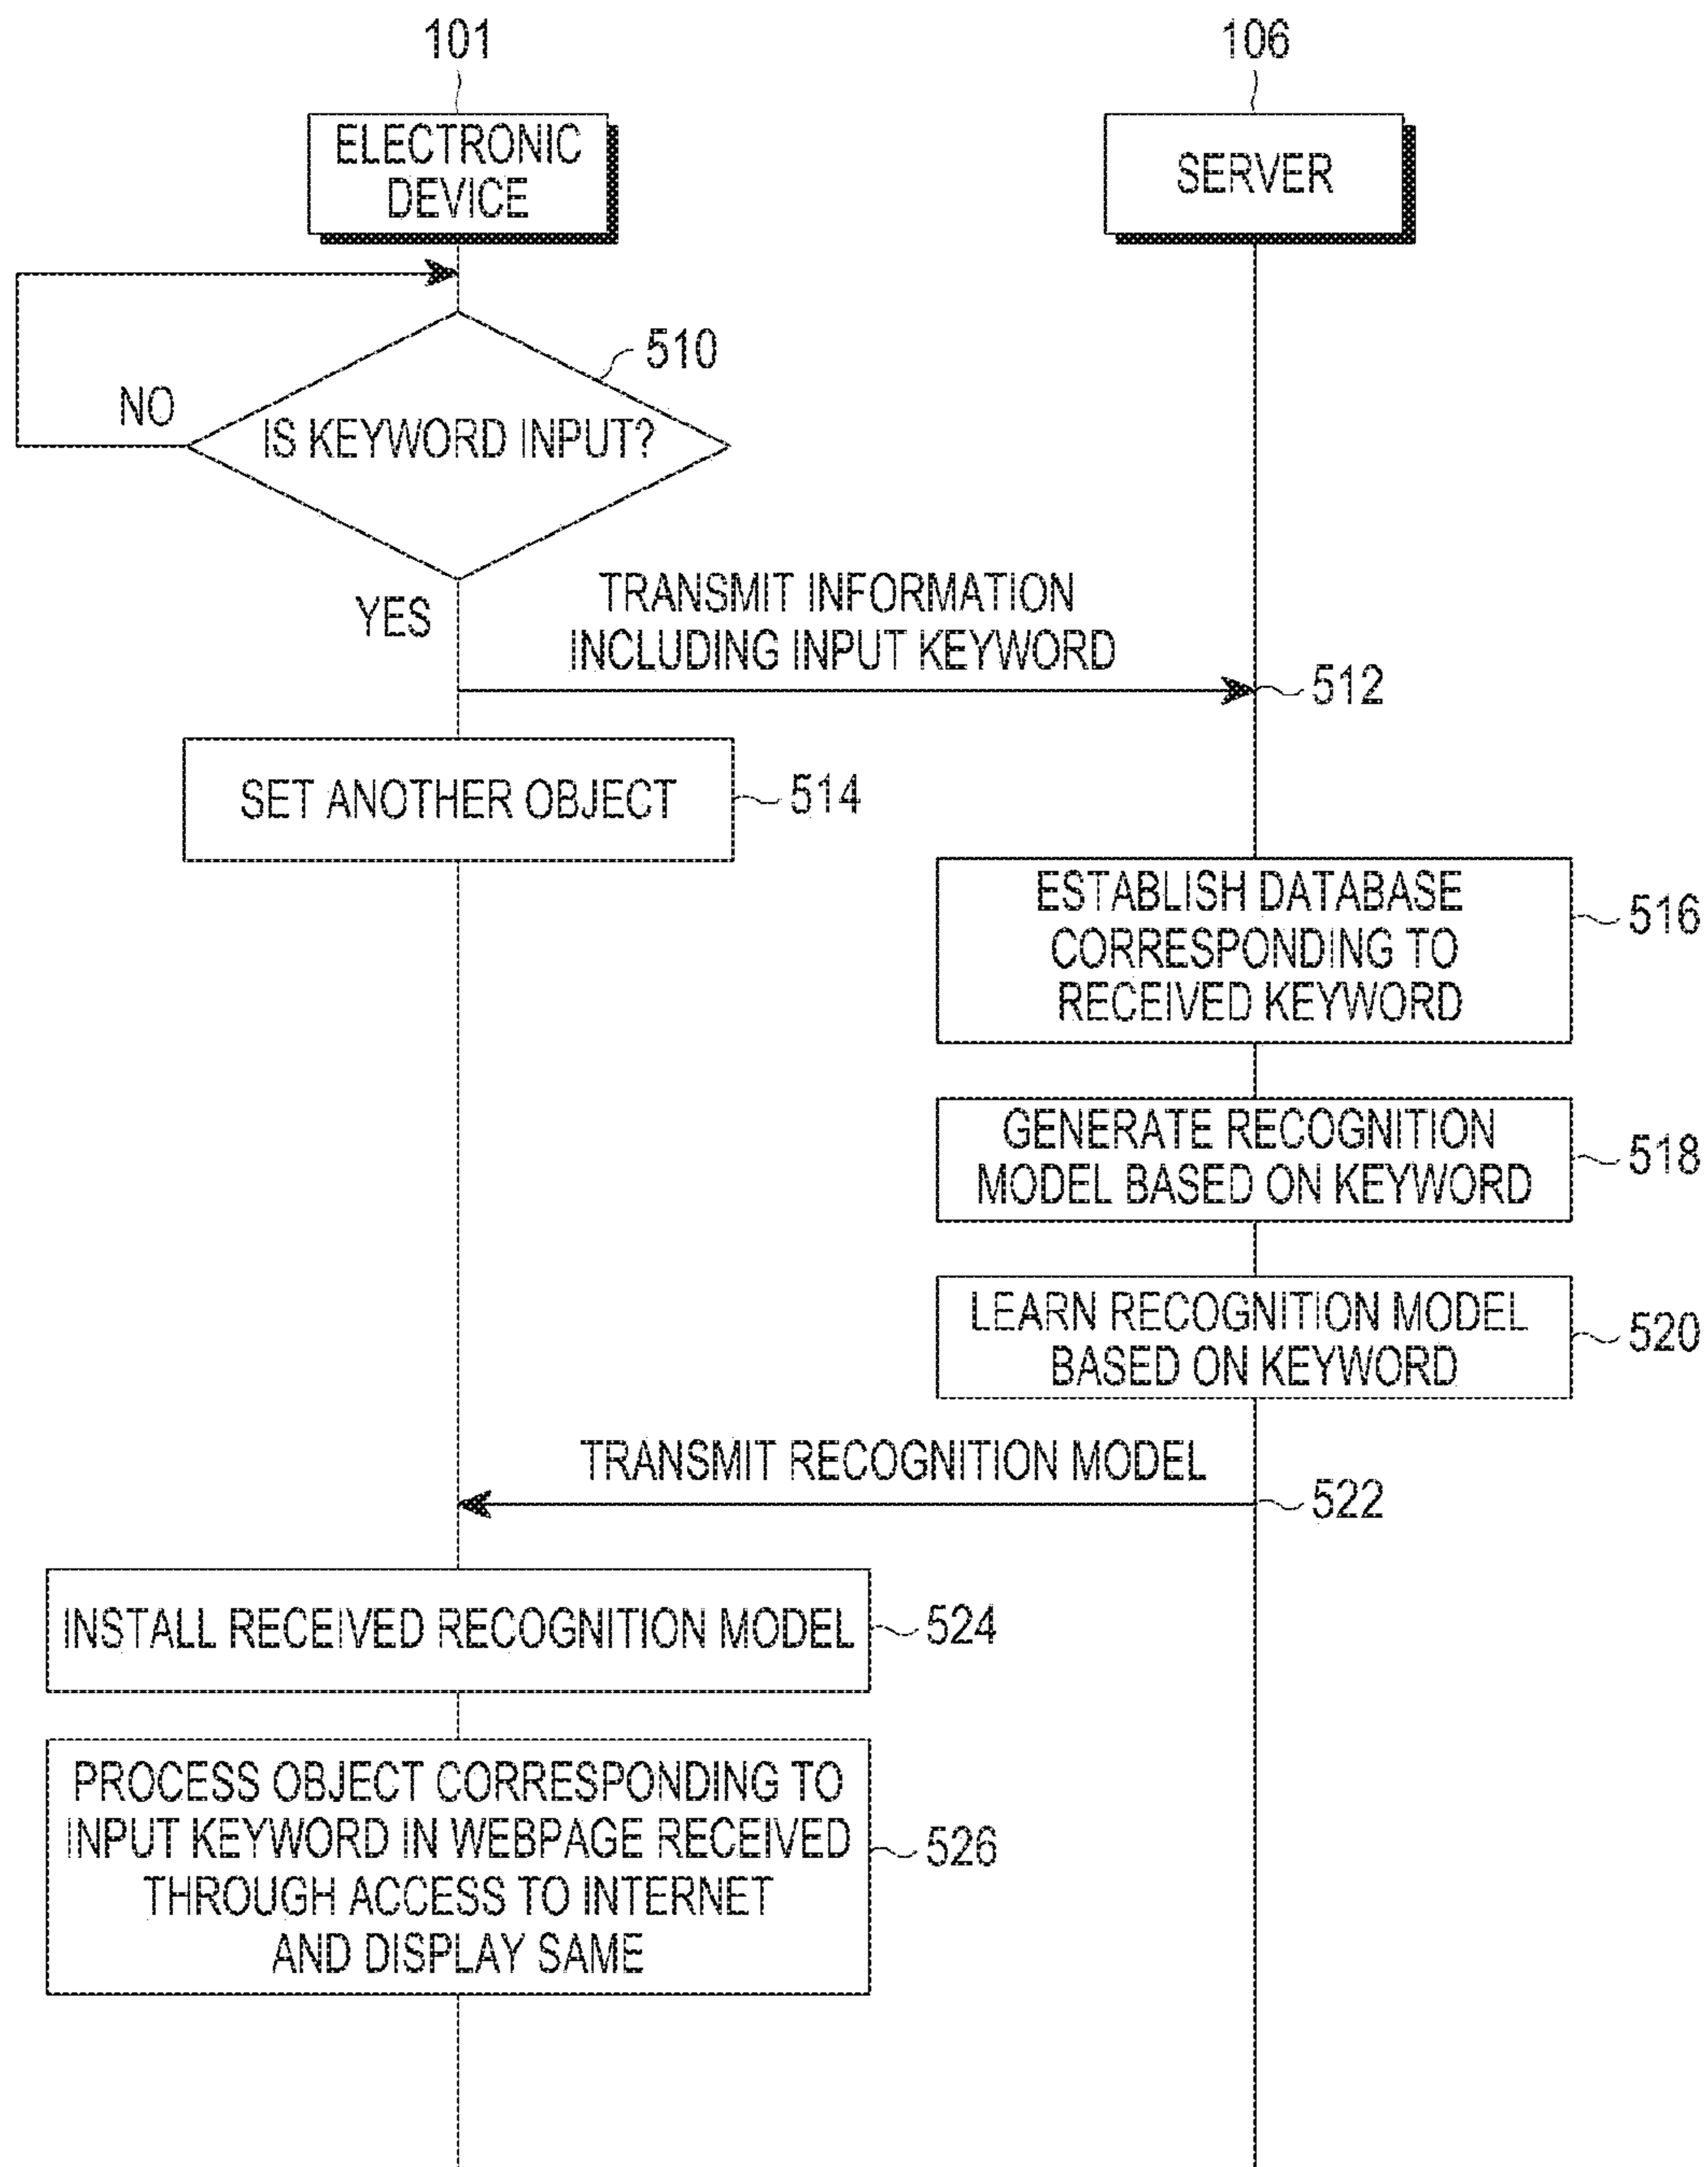 101
106
ELECTRONIC
DEVICE
SERVER
510
NO
IS KEYWORD INPUT?
YES
TRANSMIT INFORMATION
INCLUDING INPUT KEYWORD
512
SET ANOTHER OBJECT
514
ESTABLISH DATABASE
CORRESPONDING TO
RECEIVED KEYWORD
516
GENERATE RECOGNITION
MODEL BASED ON KEYWORD
518
LEARN RECOGNITION MODEL
BASED ON KEYWORD
520
TRANSMIT RECOGNITION MODEL
522
INSTALL RECEIVED RECOGNITION MODEL
524
PROCESS OBJECT CORRESPONDING TO
INPUT KEYWORD IN WEBPAGE RECEIVED
THROUGH ACCESS TO INTERNET
AND DISPLAY SAME
526